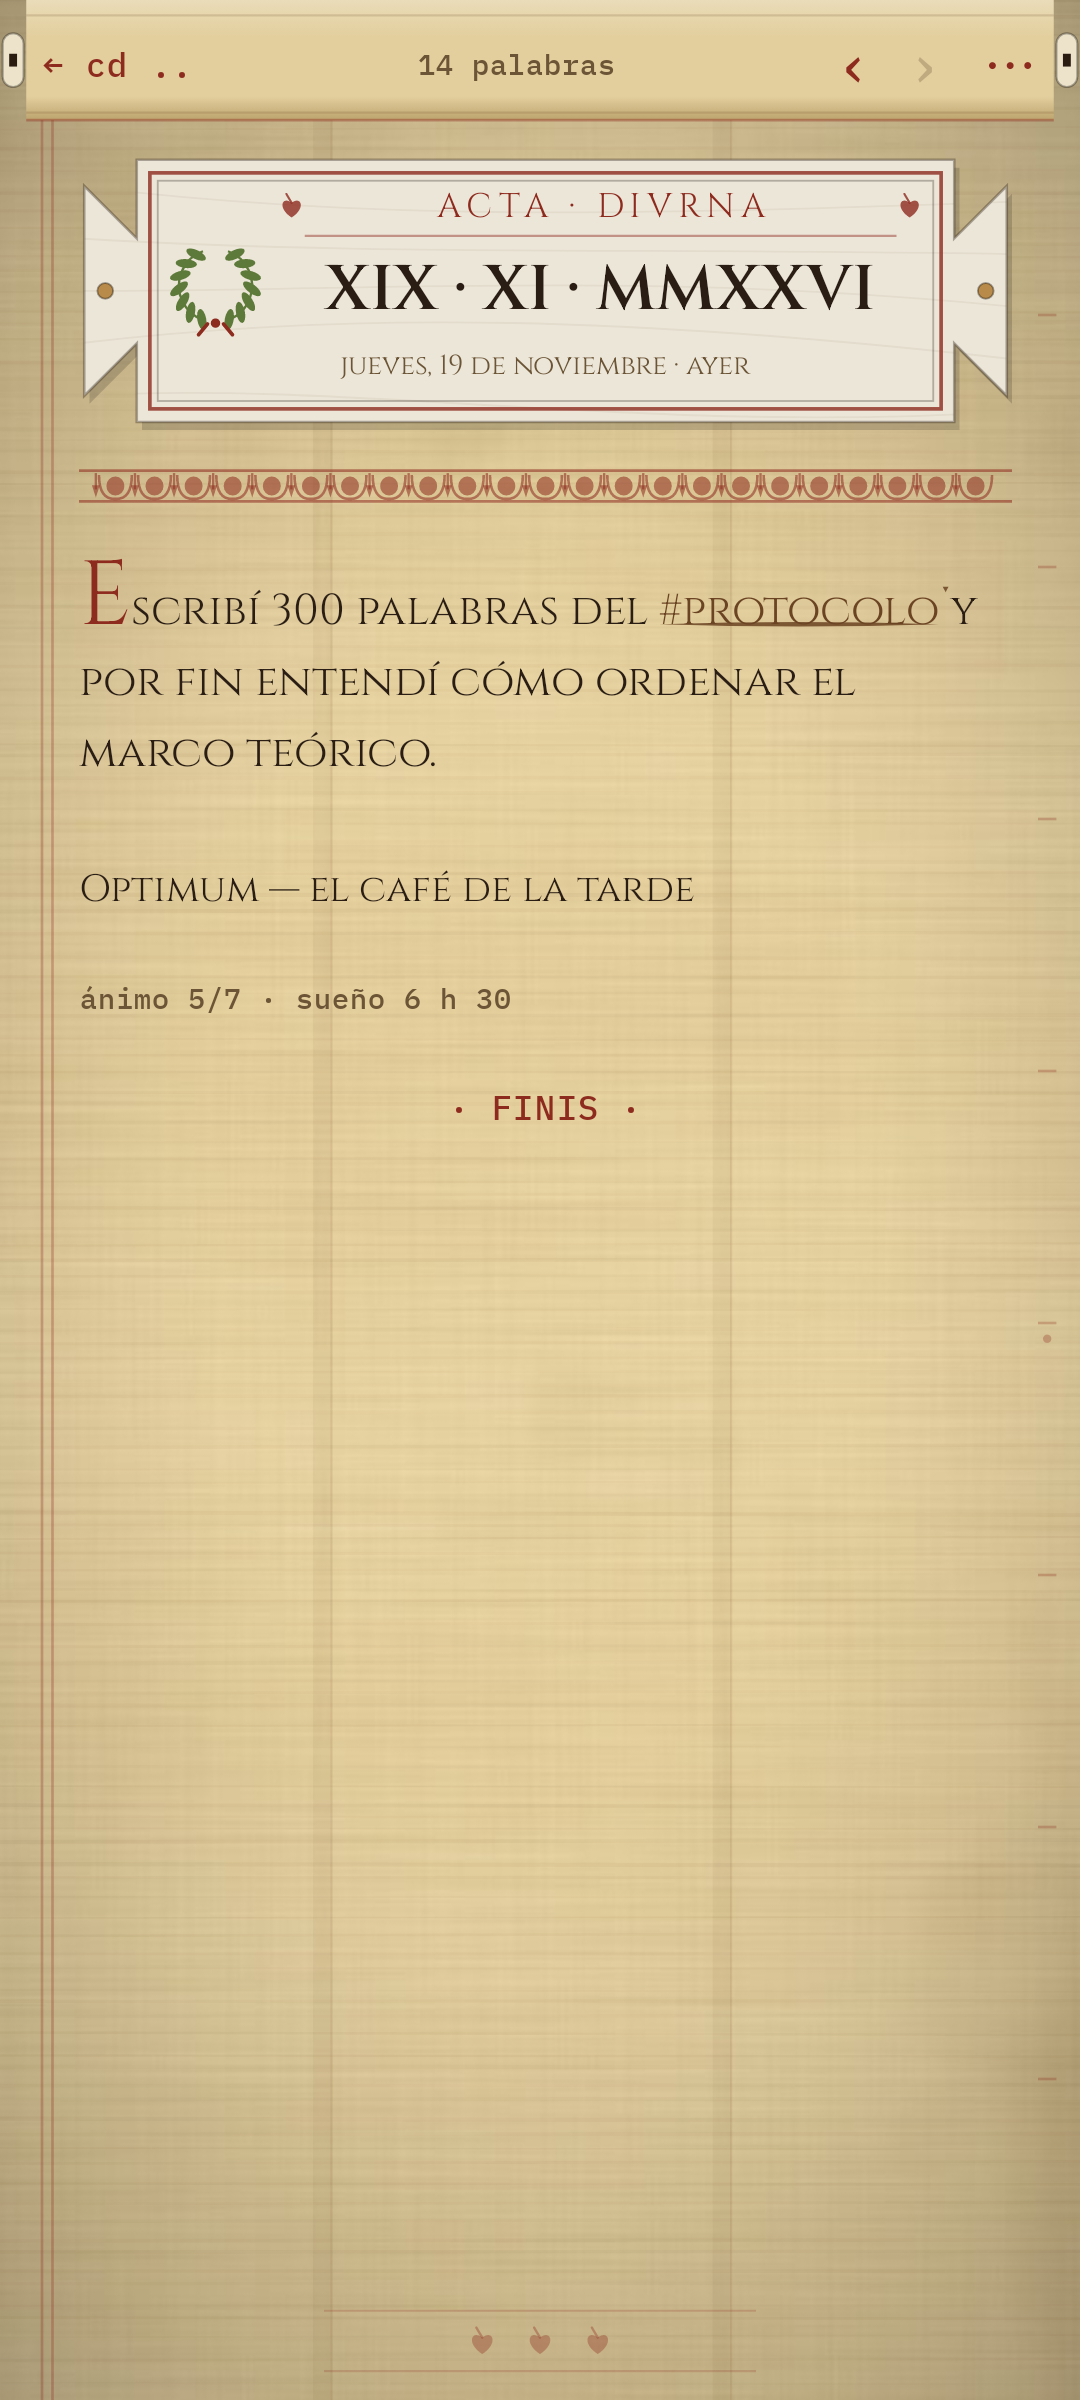 ← cd .. 14 palabras ‹ › ...
ACTA · DIVRNA
XIX · XI · MMXXVI
JUEVES, 19 DE NOVIEMBRE · AYER
ESCRIBÍ 300 PALABRAS DEL #PROTOCOLO Y
POR FIN ENTENDÍ CÓMO ORDENAR EL
MARCO TEÓRICO.
OPTIMUM — EL CAFÉ DE LA TARDE
ánimo 5/7 · sueño 6 h 30
· FINIS ·